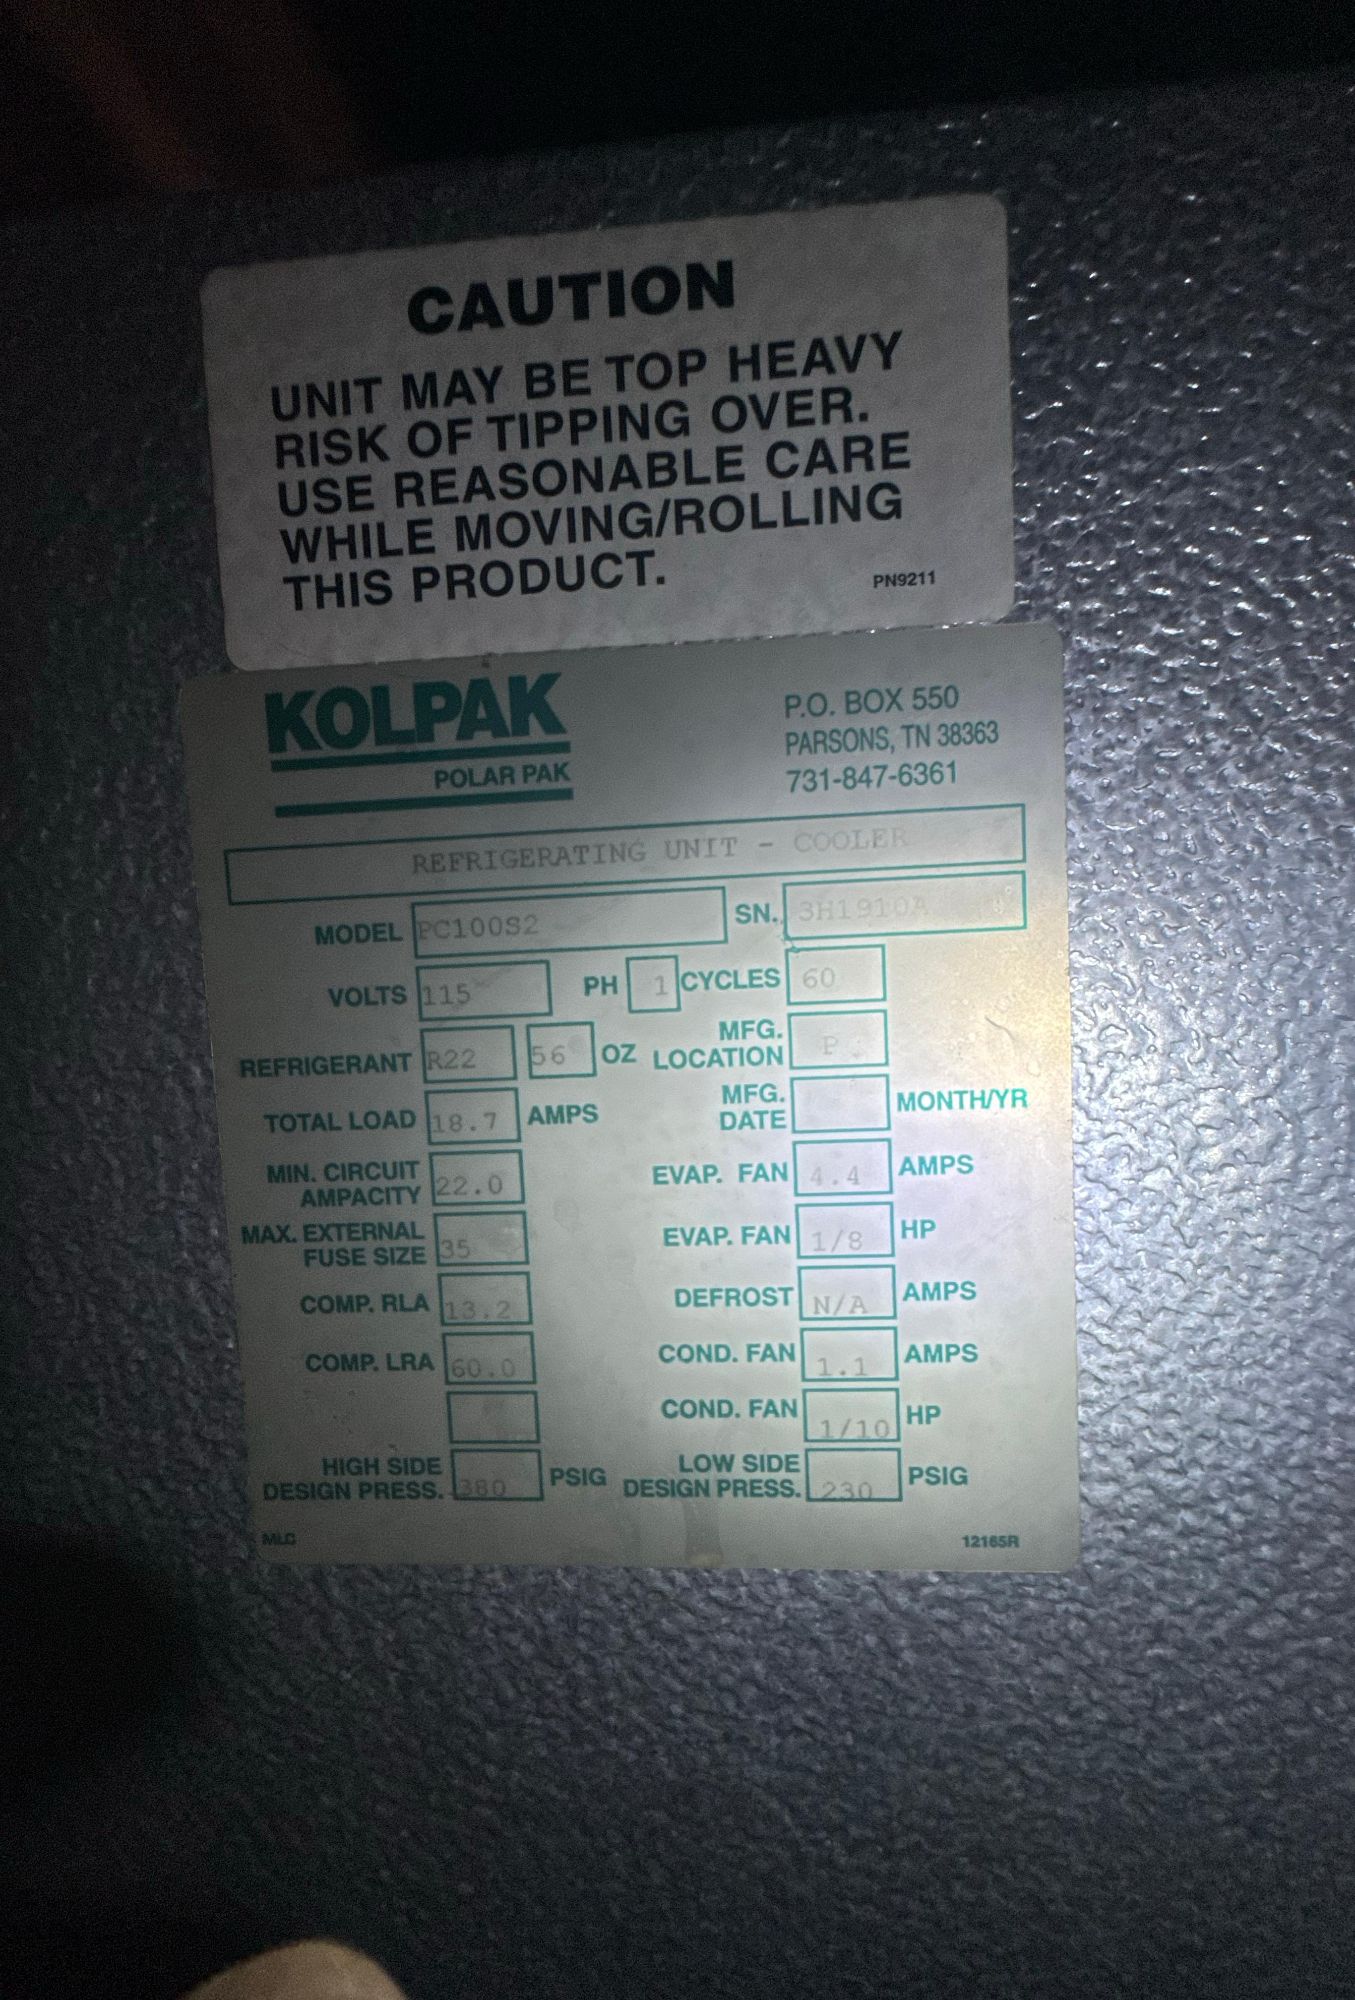 CAUTION
UNIT MAY BE TOP HEAVY
RISK OF TIPPING OVER.
USE REASONABLE CARE
WHILE MOVING/ROLLING
THIS PRODUCT.
PN9211
KOLPAK
POLAR PAK
P.O. BOX 550
PARSONS, TN 38363
731-847-6361
REFRIGERATING UNIT - COOLER
MODEL PC100S2 SN. 3H1910A
VOLTS 115 PH 1 CYCLES 60
REFRIGERANT R22 56 OZ MFG. LOCATION P
TOTAL LOAD 18.7 AMPS MFG. DATE MONTH/YR
MIN. CIRCUIT AMPACITY 22.0 EVAP. FAN 4.4 AMPS
MAX. EXTERNAL FUSE SIZE 35 EVAP. FAN 1/8 HP
COMP. RLA 13.2 DEFROST N/A AMPS
COMP. LRA 60.0 COND. FAN 1.1 AMPS
COND. FAN 1/10 HP
HIGH SIDE DESIGN PRESS. 380 PSIG LOW SIDE DESIGN PRESS. 230 PSIG
MLC 12165R